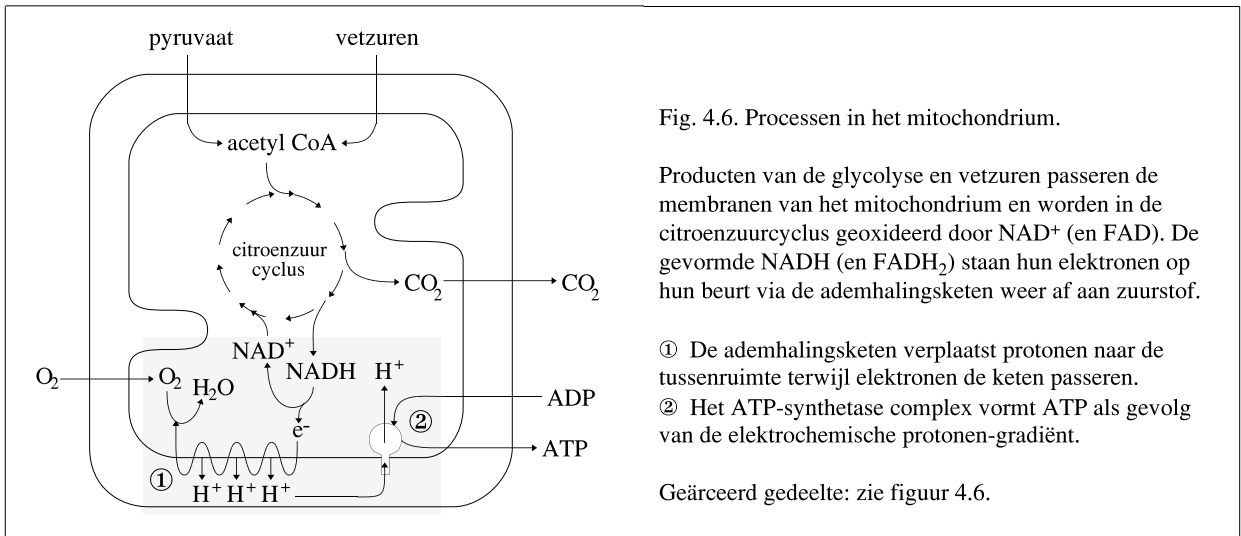 pyruvaat vetzuren
acetyl CoA
citroenzuur
cyclus
CO2 CO2
NAD+
O2 O2 H2O NADH H+
ADP
e- ②
ATP
①
H+ H+ H+
Fig. 4.6. Processen in het mitochondrium.
Producten van de glycolyse en vetzuren passeren de
membranen van het mitochondrium en worden in de
citroenzuurcyclus geoxideerd door NAD+ (en FAD). De
gevormde NADH (en FADH2) staan hun elektronen op
hun beurt via de ademhalingsketen weer af aan zuurstof.
① De ademhalingsketen verplaatst protonen naar de
tussenruimte terwijl elektronen de keten passeren.
② Het ATP-synthetase complex vormt ATP als gevolg
van de elektrochemische protonen-gradiënt.
Geärceerd gedeelte: zie figuur 4.6.